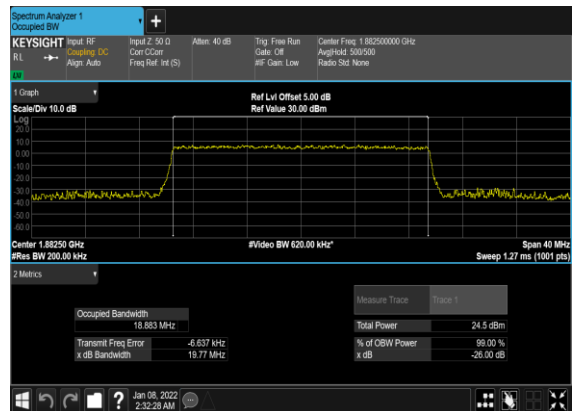 Spectrum Analyzer 1
Occupied BW
KEYSIGHT
RL
LW
Input: RF
Coupling: DC
Align: Auto
Input Z: 50 Ω
Corr CCorr
Freq Ref: Int (S)
Atten: 40 dB
Trig: Free Run
Gate: Off
#IF Gain: Low
Center Freq: 1.882500000 GHz
Avg|Hold: 500/500
Radio Std: None
1 Graph
Scale/Div 10.0 dB
Ref Lvl Offset 5.00 dB
Ref Value 30.00 dBm
Log
20.0
10.0
0.00
-10.0
-20.0
-30.0
-40.0
-50.0
-60.0
Center 1.88250 GHz
#Res BW 200.00 kHz
#Video BW 620.00 kHz*
Span 40 MHz
Sweep 1.27 ms (1001 pts)
2 Metrics
Measure Trace Trace 1
Occupied Bandwidth
18.883 MHz
Total Power 24.5 dBm
Transmit Freq Error -6.637 kHz
% of OBW Power 99.00 %
x dB Bandwidth 19.77 MHz
x dB -26.00 dB
?
Jan 08, 2022
2:32:28 AM